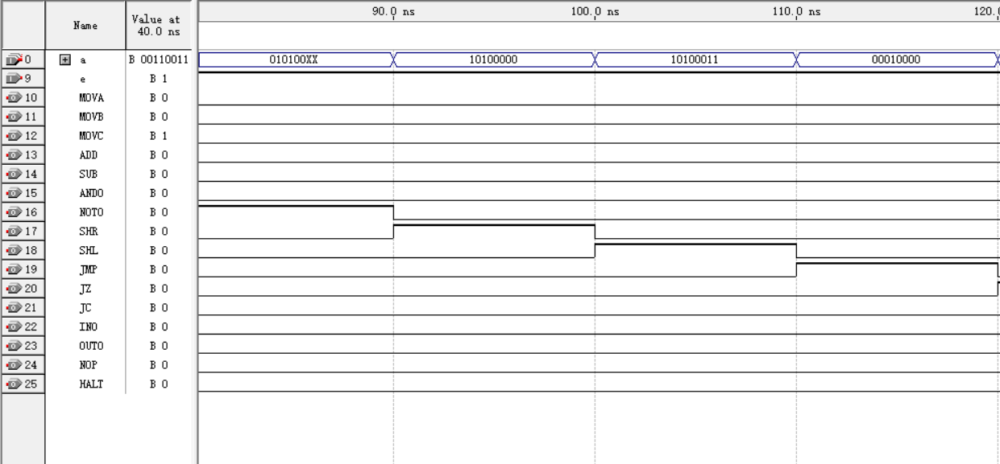 90.0 ns 100.0 ns 110.0 ns 120.
Name Value at 40.0 ns
0 a B 00110011 010100XX 10100000 10100011 00010000
9 e B 1
10 MOVA B 0
11 MOVB B 0
12 MOVC B 1
13 ADD B 0
14 SUB B 0
15 ANDO B 0
16 NOTO B 0
17 SHR B 0
18 SHL B 0
19 JMP B 0
20 JZ B 0
21 JC B 0
22 INO B 0
23 OUTO B 0
24 NOP B 0
25 HALT B 0